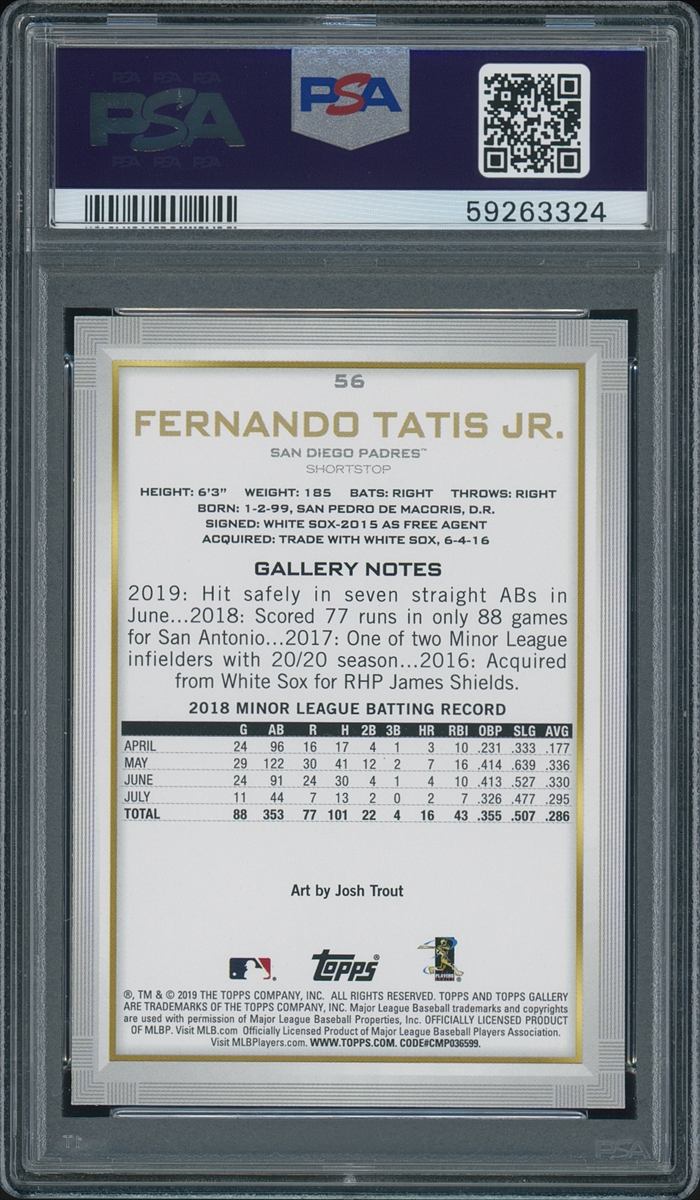 PSA PSA PSA
PSA
PSA PSA PSA
PSA
59263324
56
FERNANDO TATIS JR.
SAN DIEGO PADRES™
SHORTSTOP
HEIGHT: 6'3" WEIGHT: 185 BATS: RIGHT THROWS: RIGHT
BORN: 1-2-99, SAN PEDRO DE MACORIS, D.R.
SIGNED: WHITE SOX-2015 AS FREE AGENT
ACQUIRED: TRADE WITH WHITE SOX, 6-4-16
GALLERY NOTES
2019: Hit safely in seven straight ABs in
June...2018: Scored 77 runs in only 88 games
for San Antonio...2017: One of two Minor League
infielders with 20/20 season...2016: Acquired
from White Sox for RHP James Shields.
2018 MINOR LEAGUE BATTING RECORD
G AB R H 2B 3B HR RBI OBP SLG AVG
APRIL 24 96 16 17 4 1 3 10 .231 .333 .177
MAY 29 122 30 41 12 2 7 16 .414 .639 .336
JUNE 24 91 24 30 4 1 4 10 .413 .527 .330
JULY 11 44 7 13 2 0 2 7 .326 .477 .295
TOTAL 88 353 77 101 22 4 16 43 .355 .507 .286
Art by Josh Trout
Topps®
PLAYERS
®, TM & © 2019 THE TOPPS COMPANY, INC. ALL RIGHTS RESERVED. TOPPS AND TOPPS GALLERY
ARE TRADEMARKS OF THE TOPPS COMPANY, INC. Major League Baseball trademarks and copyrights
are used with permission of Major League Baseball Properties, Inc. OFFICIALLY LICENSED PRODUCT
OF MLBP. Visit MLB.com Officially Licensed Product of Major League Baseball Players Association.
Visit MLBPlayers.com. WWW.TOPPS.COM. CODE#CMP036599.
PSA